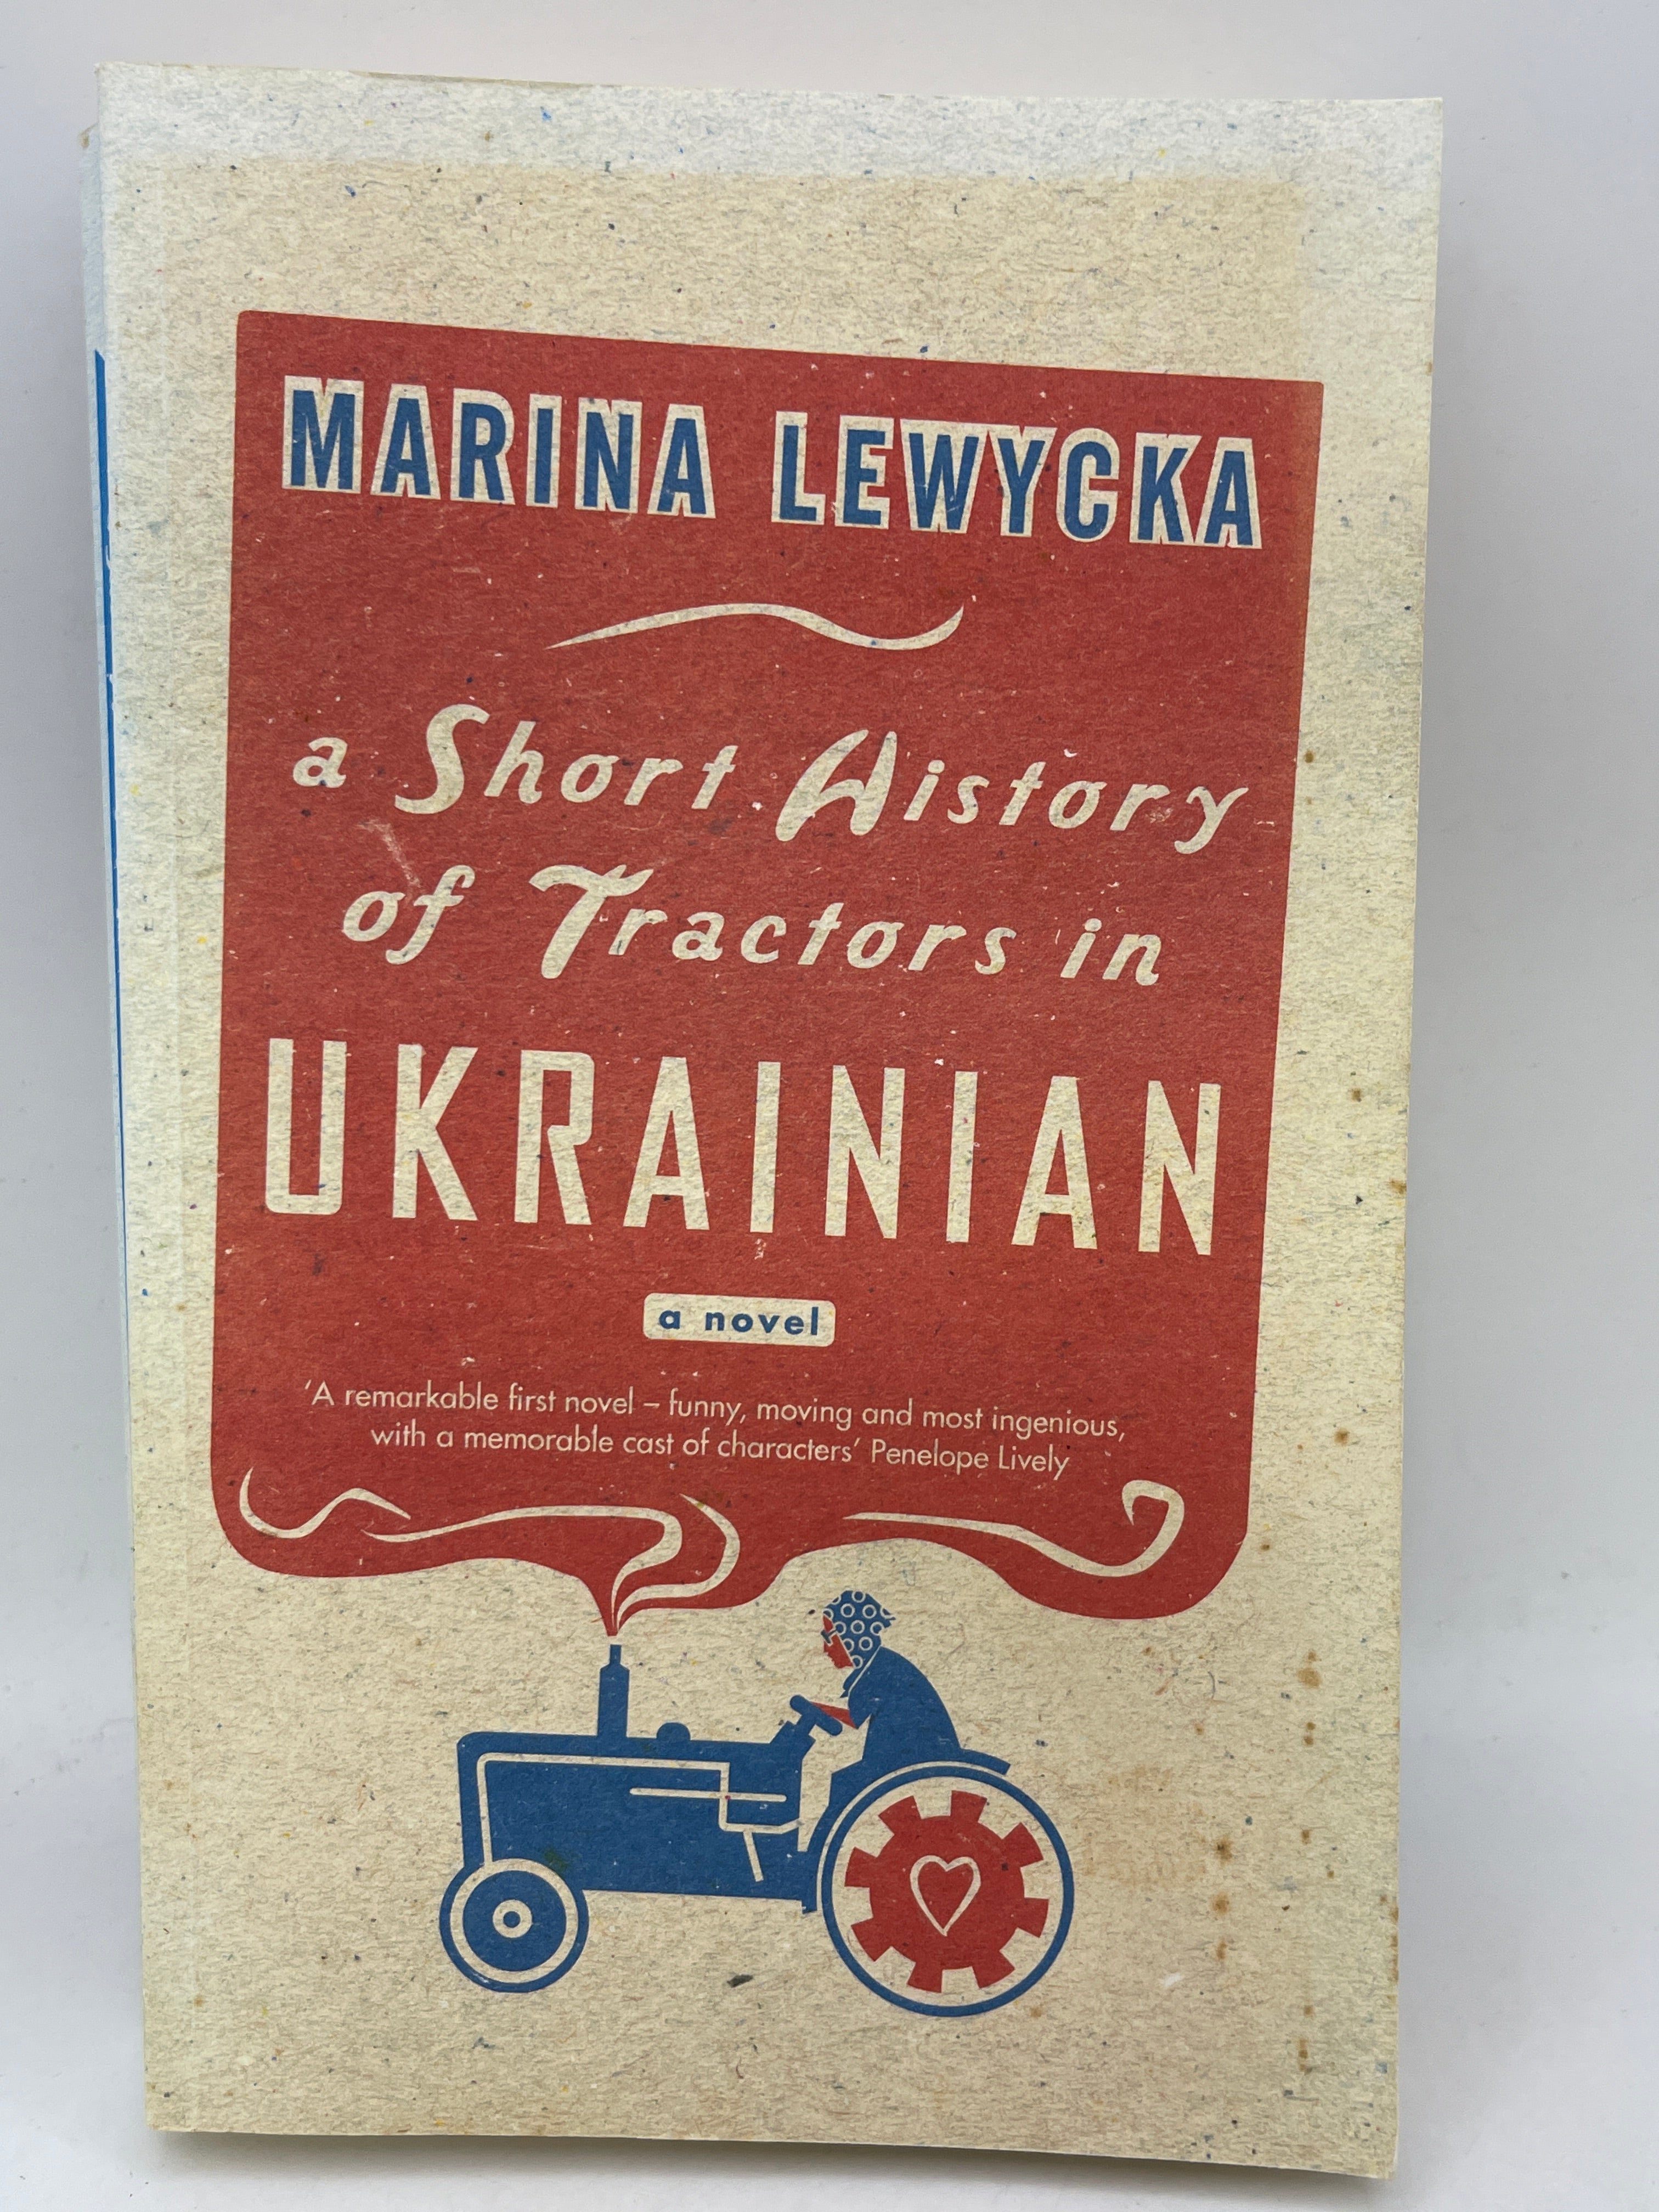 MARINA LEWYCKA
a Short History
of Tractors in
UKRAINIAN
a novel
‘A remarkable first novel – funny, moving and most ingenious,
with a memorable cast of characters’ Penelope Lively